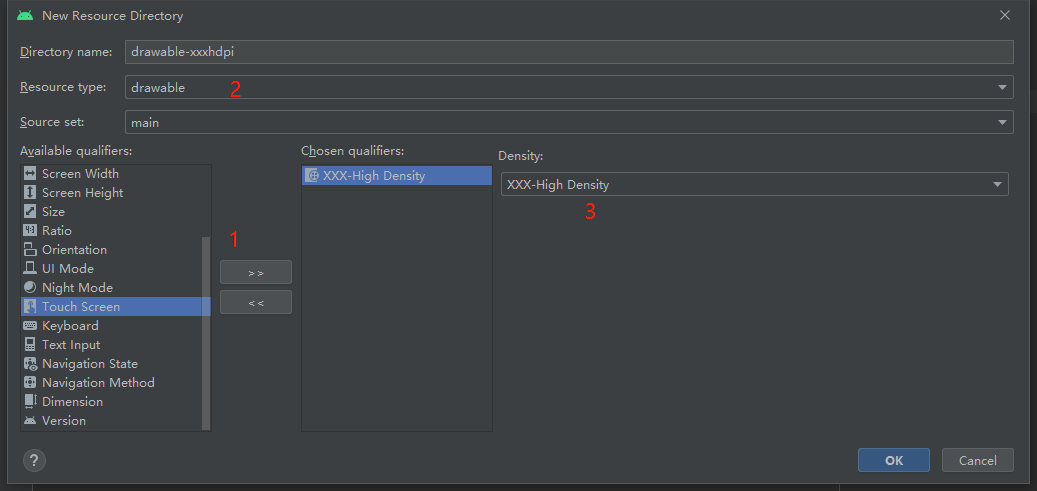 New Resource Directory
Directory name: drawable-xxxhdpi
Resource type: drawable 2
Source set: main
Available qualifiers:
Screen Width
Screen Height
Size
Ratio
Orientation
UI Mode
Night Mode
Touch Screen
Keyboard
Text Input
Navigation State
Navigation Method
Dimension
Version
1
>>
<<
Chosen qualifiers:
XXX-High Density
Density:
XXX-High Density
3
?
OK
Cancel